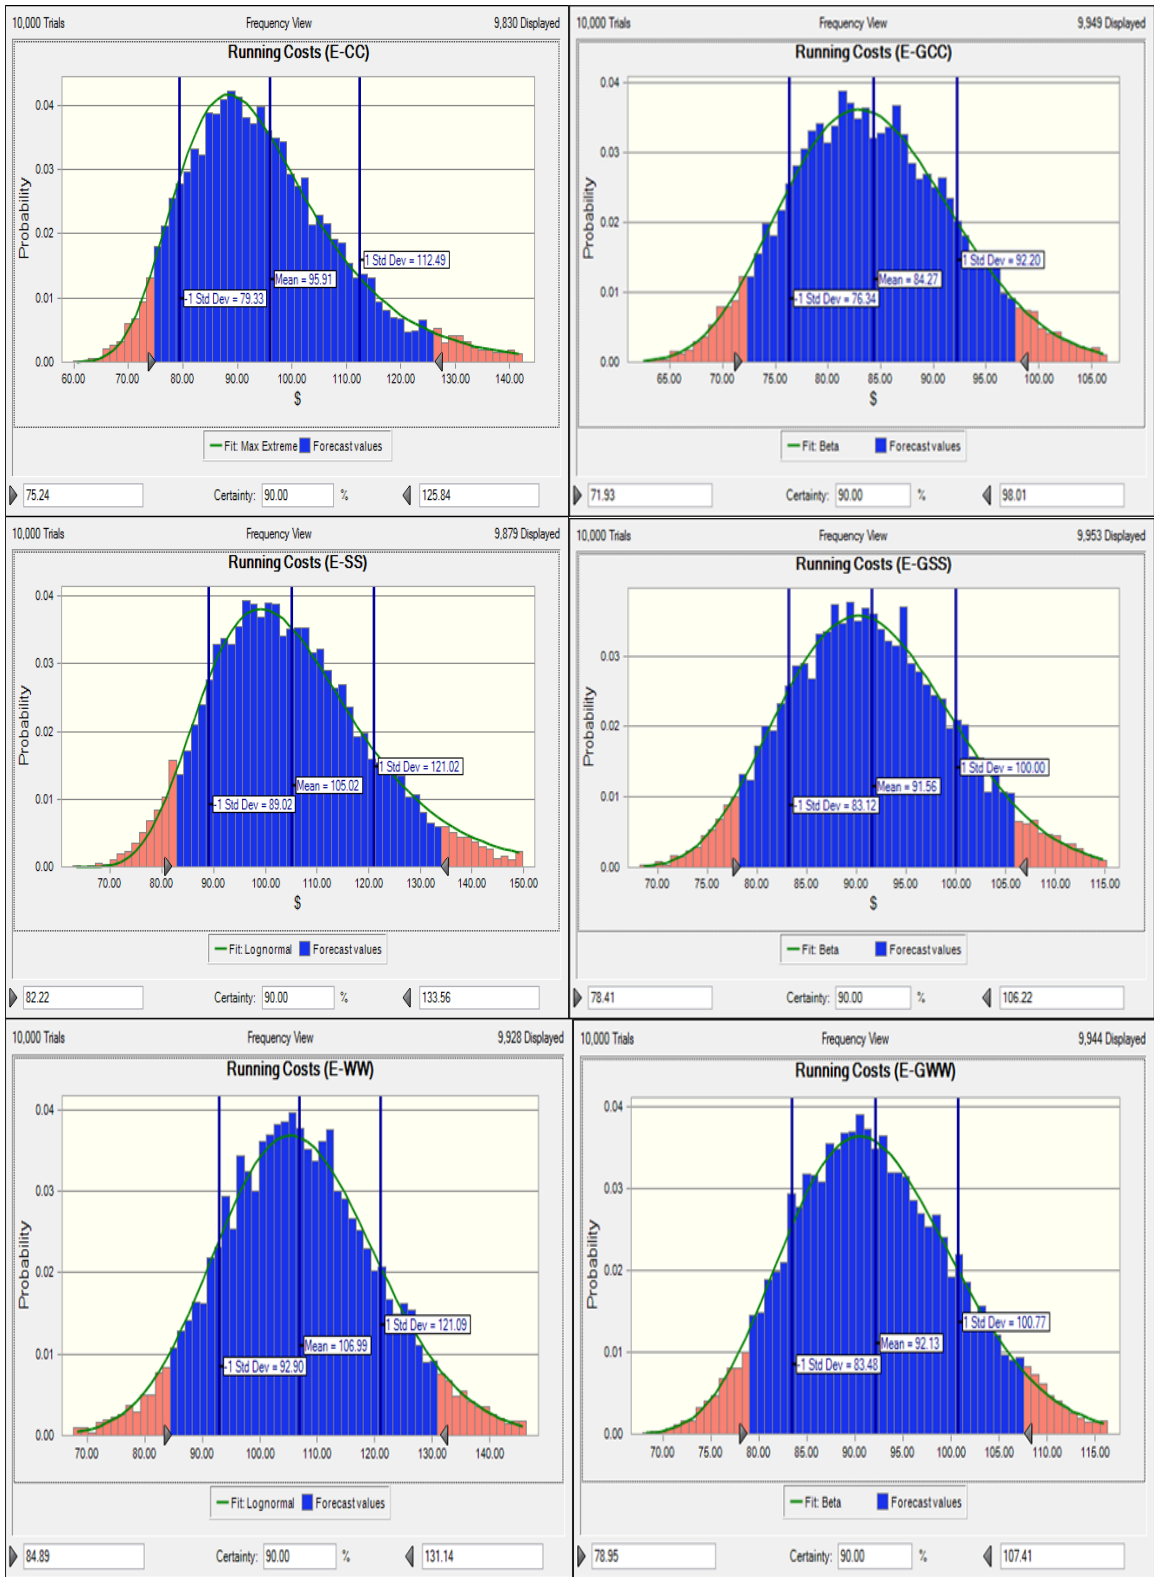 10,000 Trials Frequency View 9,830 Displayed
Running Costs (E-CC)
Probability
0.04
0.03
0.02
0.01
0.00
1 Std Dev = 112.49
Mean = 95.91
-1 Std Dev = 79.33
60.00 70.00 80.00 90.00 100.00 110.00 120.00 130.00 140.00
$
Fit: Max Extreme Forecast values
75.24 Certainty: 90.00 % 125.84
10,000 Trials Frequency View 9,949 Displayed
Running Costs (E-GCC)
Probability
0.04
0.03
0.02
0.01
0.00
1 Std Dev = 92.20
Mean = 84.27
-1 Std Dev = 76.34
65.00 70.00 75.00 80.00 85.00 90.00 95.00 100.00 105.00
$
Fit: Beta Forecast values
71.93 Certainty: 90.00 % 98.01
10,000 Trials Frequency View 9,879 Displayed
Running Costs (E-SS)
Probability
0.04
0.03
0.02
0.01
0.00
1 Std Dev = 121.02
Mean = 105.02
-1 Std Dev = 89.02
70.00 80.00 90.00 100.00 110.00 120.00 130.00 140.00 150.00
$
Fit: Lognormal Forecast values
82.22 Certainty: 90.00 % 133.56
10,000 Trials Frequency View 9,953 Displayed
Running Costs (E-GSS)
Probability
0.03
0.02
0.01
0.00
1 Std Dev = 100.00
Mean = 91.56
-1 Std Dev = 83.12
70.00 75.00 80.00 85.00 90.00 95.00 100.00 105.00 110.00 115.00
$
Fit: Beta Forecast values
78.41 Certainty: 90.00 % 106.22
10,000 Trials Frequency View 9,928 Displayed
Running Costs (E-WW)
Probability
0.04
0.03
0.02
0.01
0.00
1 Std Dev = 121.09
Mean = 106.99
-1 Std Dev = 92.90
70.00 80.00 90.00 100.00 110.00 120.00 130.00 140.00
Fit: Lognormal Forecast values
84.89 Certainty: 90.00 % 131.14
10,000 Trials Frequency View 9,944 Displayed
Running Costs (E-GWW)
Probability
0.04
0.03
0.02
0.01
0.00
1 Std Dev = 100.77
Mean = 92.13
-1 Std Dev = 83.48
70.00 75.00 80.00 85.00 90.00 95.00 100.00 105.00 110.00 115.00
Fit: Beta Forecast values
78.95 Certainty: 90.00 % 107.41